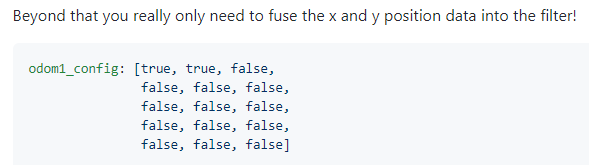 Beyond that you really only need to fuse the x and y position data into the filter!
odom1_config: [true, true, false,
false, false, false,
false, false, false,
false, false, false,
false, false, false]